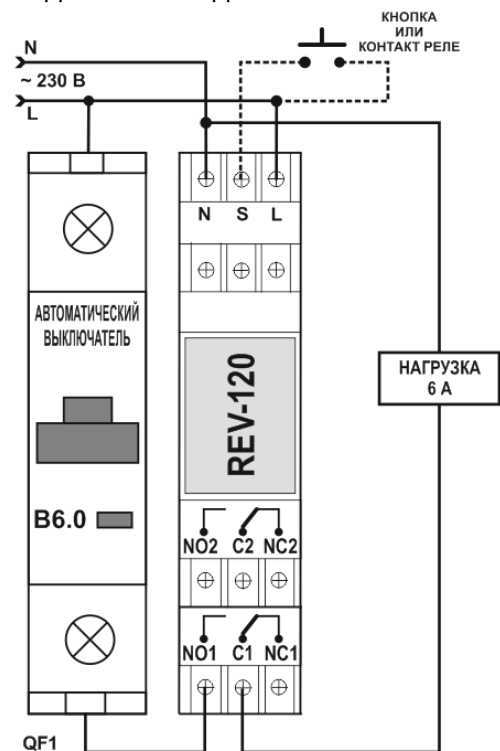 КНОПКА
ИЛИ
КОНТАКТ РЕЛЕ
N
~ 230 В
L
N S L
АВТОМАТИЧЕСКИЙ
ВЫКЛЮЧАТЕЛЬ
REV-120
НАГРУЗКА
6 А
B6.0
NO2 C2 NC2
NO1 C1 NC1
QF1